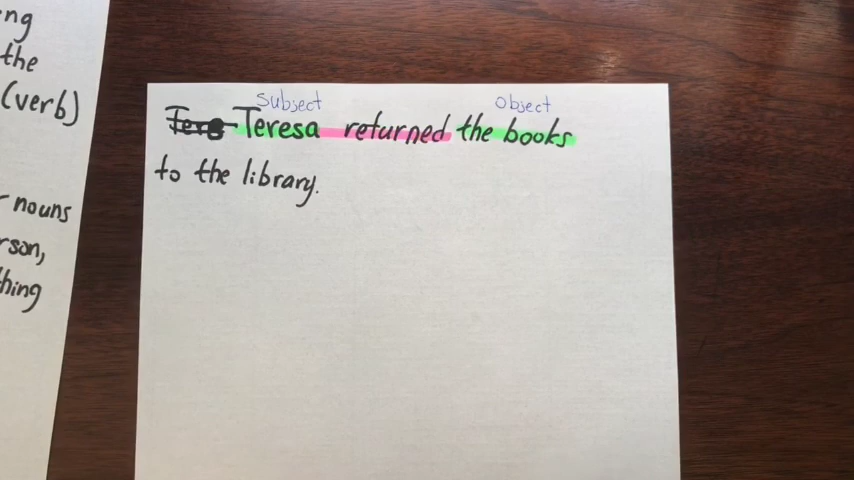 ng
the
(verb)
nouns
rson,
thing
Subject object
Teresa returned the books
to the library.